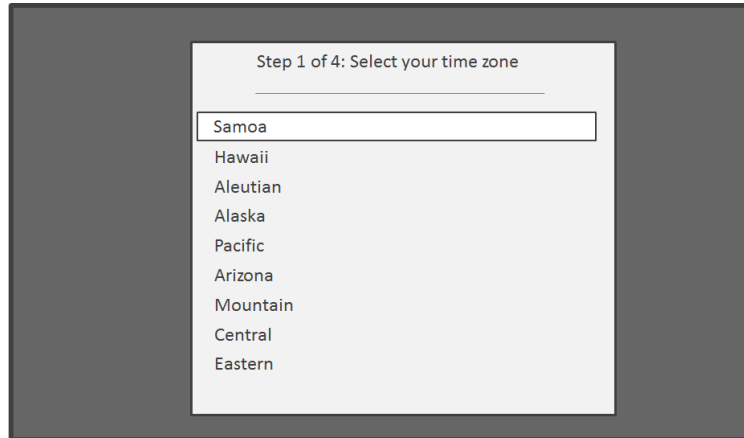 Step 1 of 4: Select your time zone
Samoa
Hawaii
Aleutian
Alaska
Pacific
Arizona
Mountain
Central
Eastern